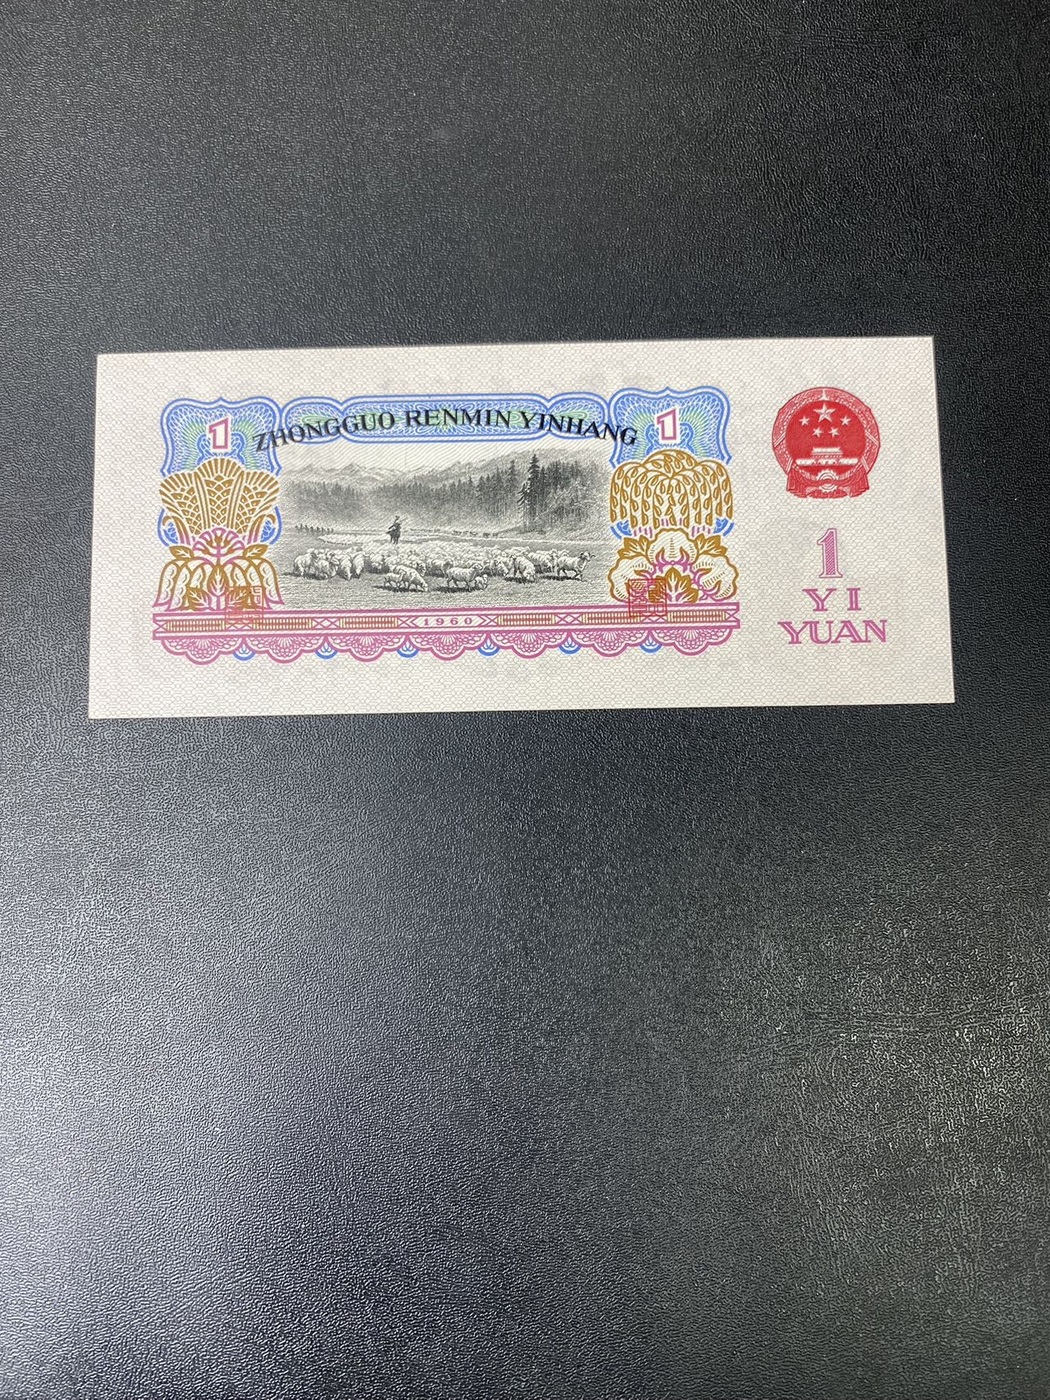 1 ZHONGGUO RENMIN YINHANG 1
1960
1
YI
YUAN